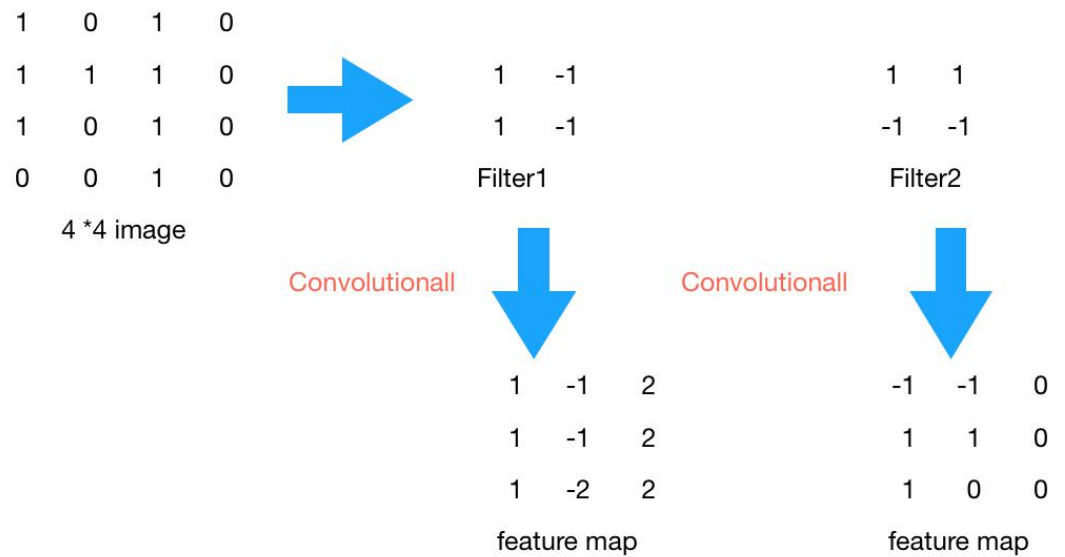 1 0 1 0
1 1 1 0
1 0 1 0
0 0 1 0
4 *4 image
1 -1
1 -1
Filter1
1 1
-1 -1
Filter2
Convolutionall
Convolutionall
1 -1 2
1 -1 2
1 -2 2
feature map
-1 -1 0
1 1 0
1 0 0
feature map